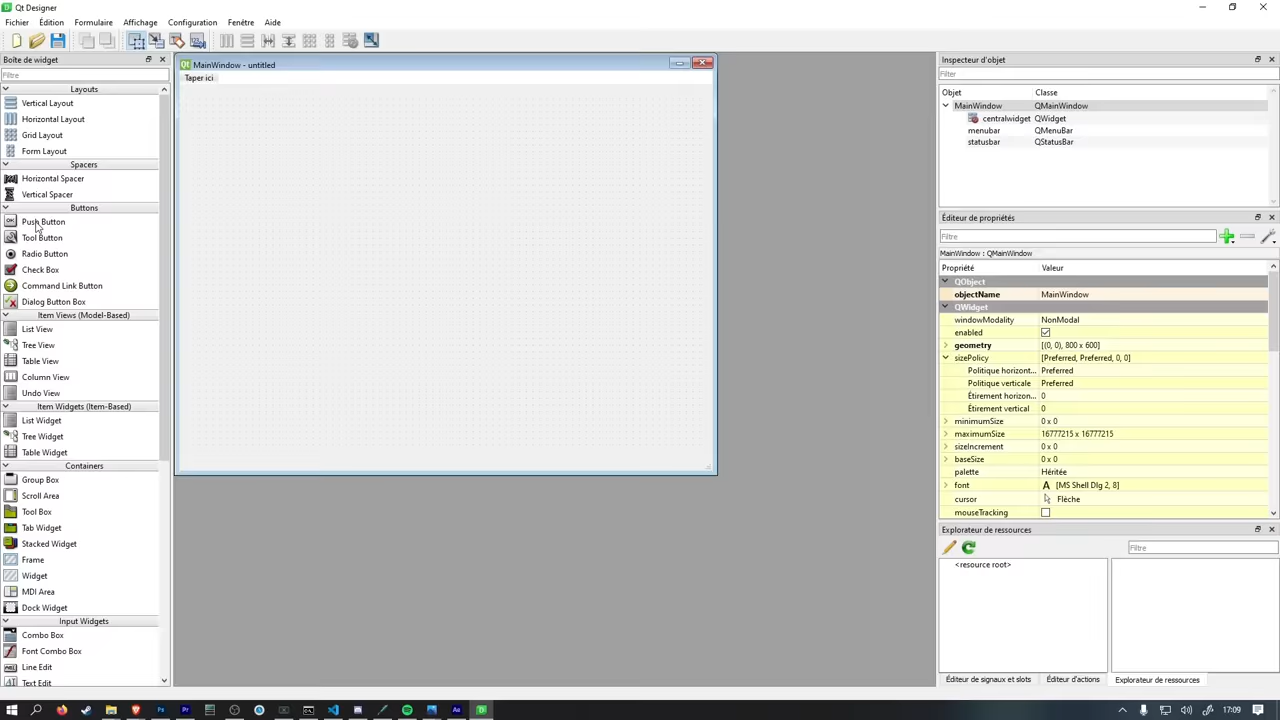 Qt Designer
Fichier Édition Formulaire Affichage Configuration Fenêtre Aide
Boîte de widget
Filtre
Layouts
Vertical Layout
Horizontal Layout
Grid Layout
Form Layout
Spacers
Horizontal Spacer
Vertical Spacer
Buttons
Push Button
Tool Button
Radio Button
Check Box
Command Link Button
Dialog Button Box
Item Views (Model-Based)
List View
Tree View
Table View
Column View
Undo View
Item Widgets (Item-Based)
List Widget
Tree Widget
Table Widget
Containers
Group Box
Scroll Area
Tool Box
Tab Widget
Stacked Widget
Frame
Widget
MDI Area
Dock Widget
Input Widgets
Combo Box
Font Combo Box
Line Edit
Text Edit
MainWindow - untitled
Taper ici
Inspecteur d'objet
Filter
Objet Classe
MainWindow QMainWindow
centralwidget QWidget
menubar QMenuBar
statusbar QStatusBar
Éditeur de propriétés
Filtre
MainWindow : QMainWindow
Propriété Valeur
QObject
objectName MainWindow
QWidget
windowModality NonModal
enabled
geometry [(0, 0), 800 x 600]
sizePolicy [Preferred, Preferred, 0, 0]
Politique horizont... Preferred
Politique verticale Preferred
Étirement horizon... 0
Étirement vertical 0
minimumSize 0 x 0
maximumSize 16777215 x 16777215
sizeIncrement 0 x 0
baseSize 0 x 0
palette Héritée
font A [MS Shell Dlg 2, 8]
cursor Flèche
mouseTracking
Explorateur de ressources
Filtre
<resource root>
Éditeur de signaux et slots Éditeur d'actions Explorateur de ressources
17:09